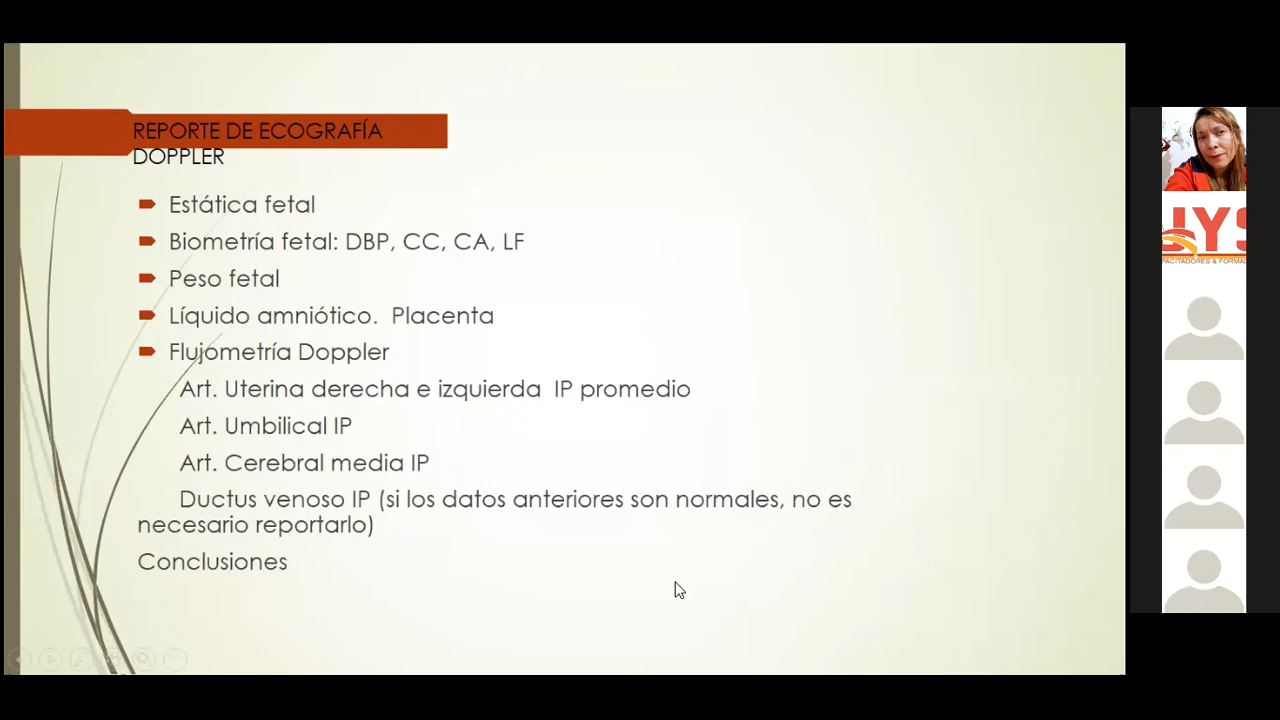 REPORTE DE ECOGRAFÍA
DOPPLER
Estática fetal
Biometría fetal: DBP, CC, CA, LF
Peso fetal
Líquido amniótico. Placenta
Flujometría Doppler
Art. Uterina derecha e izquierda IP promedio
Art. Umbilical IP
Art. Cerebral media IP
Ductus venoso IP (si los datos anteriores son normales, no es
necesario reportarlo)
Conclusiones